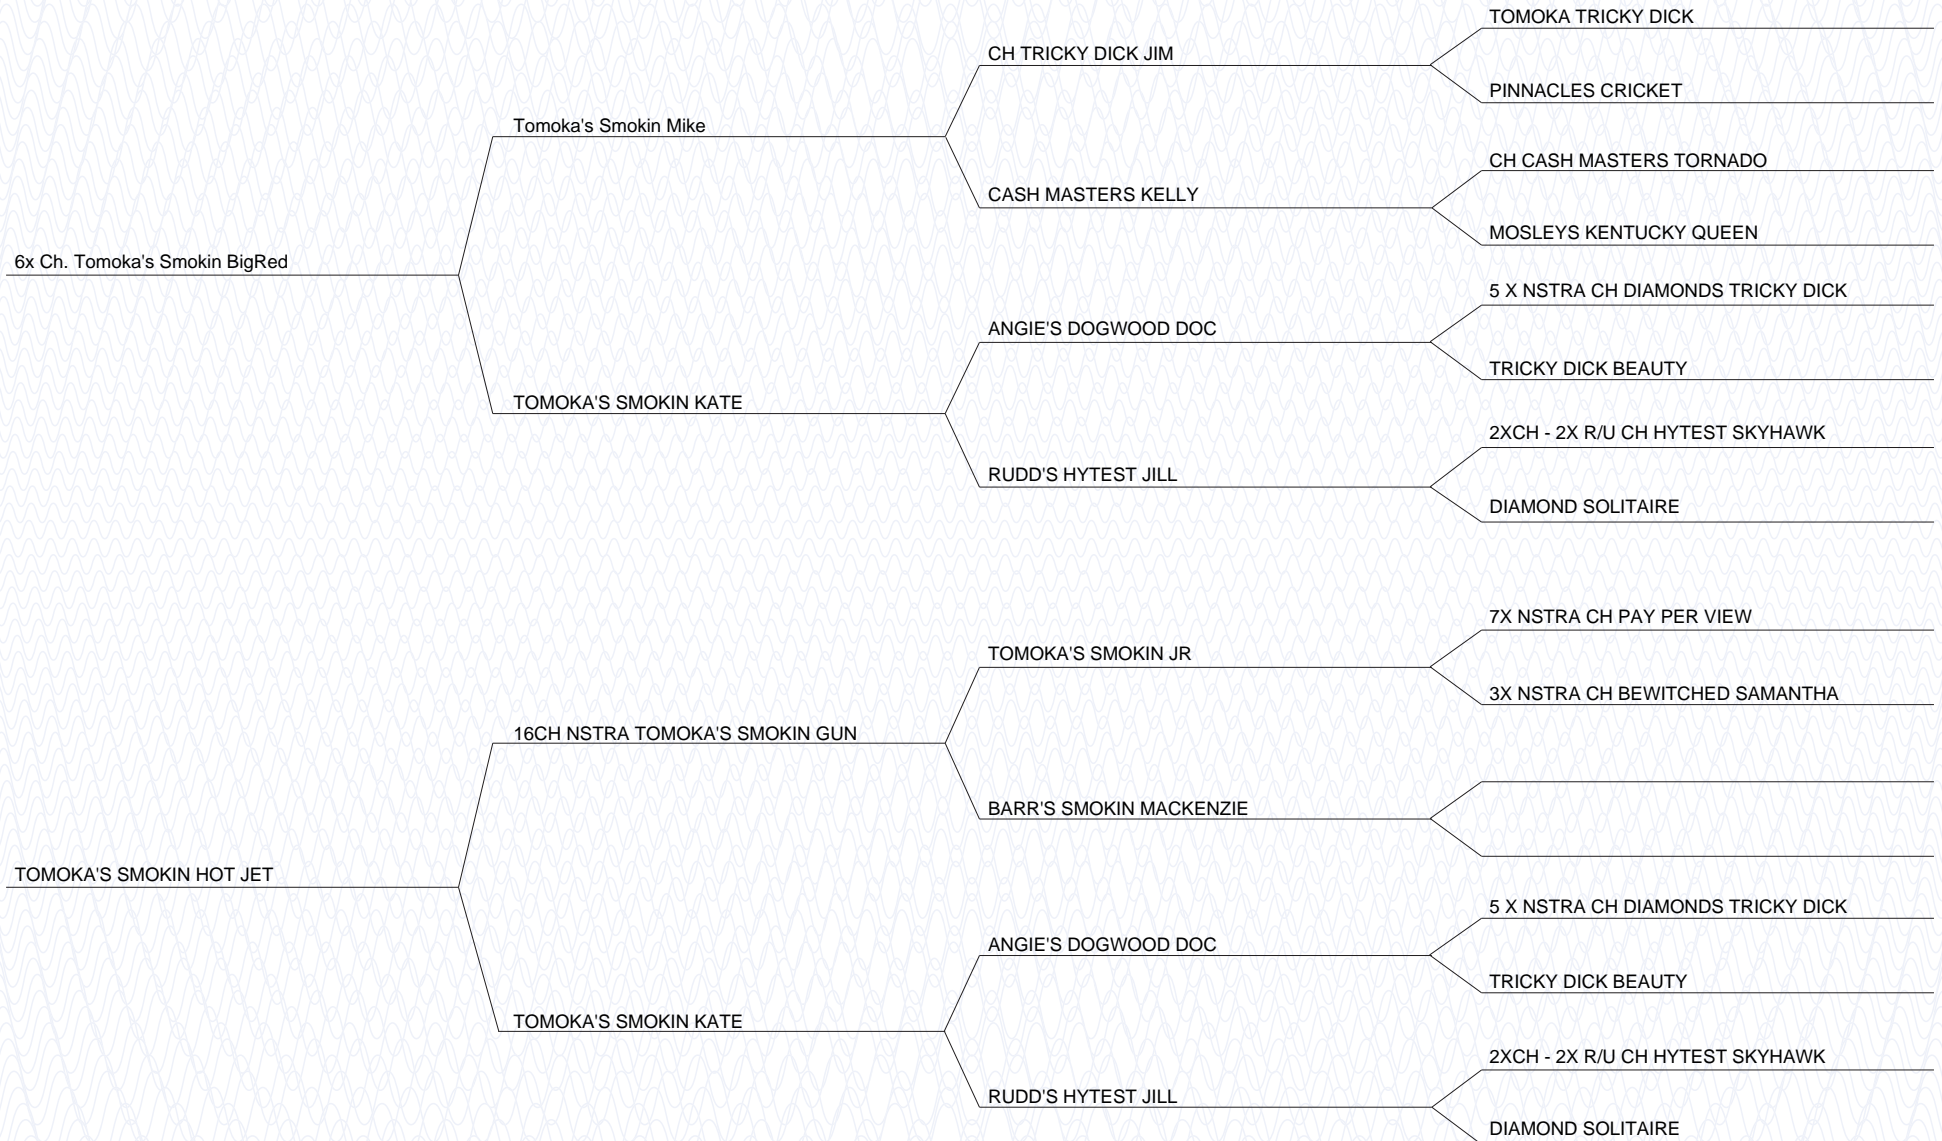 TOMOKA TRICKY DICK
CH TRICKY DICK JIM
PINNACLES CRICKET
Tomoka's Smokin Mike
CH CASH MASTERS TORNADO
CASH MASTERS KELLY
MOSLEYS KENTUCKY QUEEN
6x Ch. Tomoka's Smokin BigRed
5 X NSTRA CH DIAMONDS TRICKY DICK
ANGIE'S DOGWOOD DOC
TRICKY DICK BEAUTY
TOMOKA'S SMOKIN KATE
2XCH - 2X R/U CH HYTEST SKYHAWK
RUDD'S HYTEST JILL
DIAMOND SOLITAIRE
7X NSTRA CH PAY PER VIEW
TOMOKA'S SMOKIN JR
3X NSTRA CH BEWITCHED SAMANTHA
16CH NSTRA TOMOKA'S SMOKIN GUN
BARR'S SMOKIN MACKENZIE
TOMOKA'S SMOKIN HOT JET
5 X NSTRA CH DIAMONDS TRICKY DICK
ANGIE'S DOGWOOD DOC
TRICKY DICK BEAUTY
TOMOKA'S SMOKIN KATE
2XCH - 2X R/U CH HYTEST SKYHAWK
RUDD'S HYTEST JILL
DIAMOND SOLITAIRE